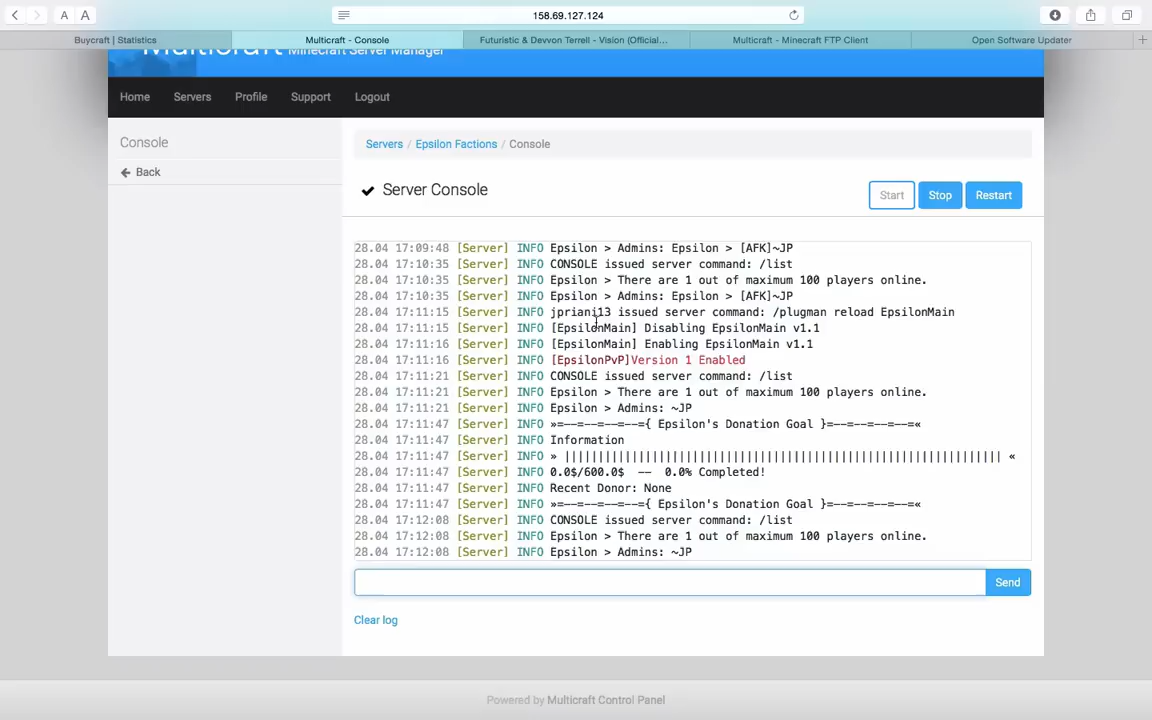 A A
158.69.127.124
Buycraft | Statistics
Multicraft - Console
Futuristic & Devvon Terrell - Vision (Official...
Multicraft - Minecraft FTP Client
Open Software Updater
Multicraft Minecraft Server Manager
Home Servers Profile Support Logout
Console
Back
Servers / Epsilon Factions / Console
Server Console
Start Stop Restart
28.04 17:09:48 [Server] INFO Epsilon > Admins: Epsilon > [AFK]~JP
28.04 17:10:35 [Server] INFO CONSOLE issued server command: /list
28.04 17:10:35 [Server] INFO Epsilon > There are 1 out of maximum 100 players online.
28.04 17:10:35 [Server] INFO Epsilon > Admins: Epsilon > [AFK]~JP
28.04 17:11:15 [Server] INFO jpriani13 issued server command: /plugman reload EpsilonMain
28.04 17:11:15 [Server] INFO [EpsilonMain] Disabling EpsilonMain v1.1
28.04 17:11:16 [Server] INFO [EpsilonMain] Enabling EpsilonMain v1.1
28.04 17:11:16 [Server] INFO [EpsilonPvP]Version 1 Enabled
28.04 17:11:21 [Server] INFO CONSOLE issued server command: /list
28.04 17:11:21 [Server] INFO Epsilon > There are 1 out of maximum 100 players online.
28.04 17:11:21 [Server] INFO Epsilon > Admins: ~JP
28.04 17:11:47 [Server] INFO »=--=--=--=--={ Epsilon's Donation Goal }=--=--=--=--=«
28.04 17:11:47 [Server] INFO Information
28.04 17:11:47 [Server] INFO » ||||||||||||||||||||||||||||||||||||||||||||||||||||||||||||||||| «
28.04 17:11:47 [Server] INFO 0.0$/600.0$ -- 0.0% Completed!
28.04 17:11:47 [Server] INFO Recent Donor: None
28.04 17:11:47 [Server] INFO »=--=--=--=--={ Epsilon's Donation Goal }=--=--=--=--=«
28.04 17:12:08 [Server] INFO CONSOLE issued server command: /list
28.04 17:12:08 [Server] INFO Epsilon > There are 1 out of maximum 100 players online.
28.04 17:12:08 [Server] INFO Epsilon > Admins: ~JP
Send
Clear log
Powered by Multicraft Control Panel